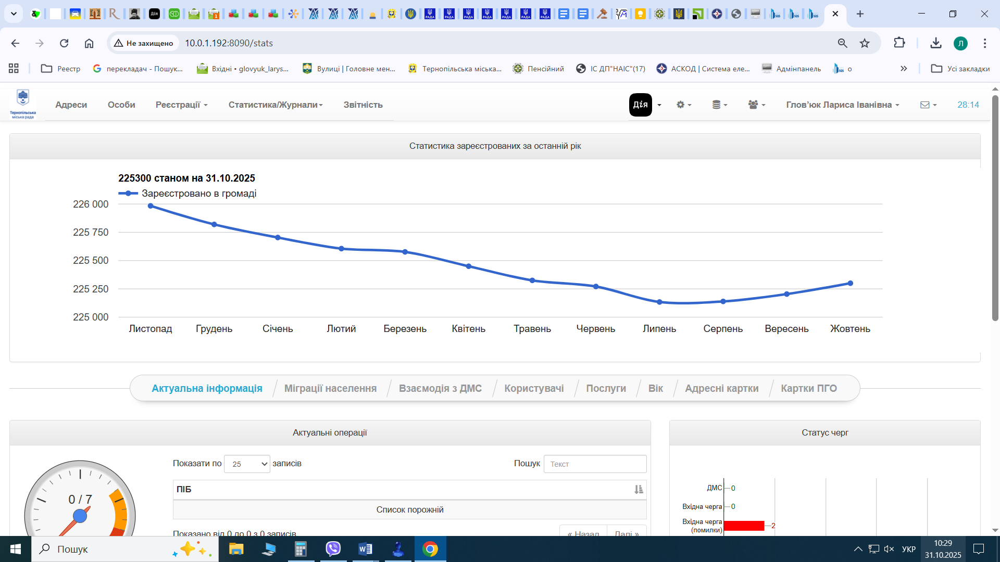 Не захищено
10.0.1.192:8090/stats
Л
Реєстр
перекладач - Пошук...
Вхідні • glovyuk_larys...
Вулиці | Головне мен...
Тернопільська міська...
Пенсійний
ІС ДП"НАІС"(17)
АСКОД | Система еле...
Адмінпанель
о
Усі закладки
Тернопільська
міська рада
Адреси
Особи
Реєстрації
Статистика/Журнали
Звітність
Дія
Глов’юк Лариса Іванівна
28:14
Статистика зареєстрованих за останній рік
225300 станом на 31.10.2025
Зареєстровано в громаді
226 000
225 750
225 500
225 250
225 000
Листопад
Грудень
Січень
Лютий
Березень
Квітень
Травень
Червень
Липень
Серпень
Вересень
Жовтень
Актуальна інформація
Міграції населення
Взаємодія з ДМС
Користувачі
Послуги
Вік
Адресні картки
Картки ПГО
Актуальні операції
Статус черг
0 / 7
Показати по 25 записів
Пошук Текст
ПІБ
Список порожній
Показано від 0 до 0 з 0 записів
« Назад Далі »
ДМС 0
Вхідна черга 0
Вхідна черга
(помилки) 2
Пошук
УКР
10:29
31.10.2025